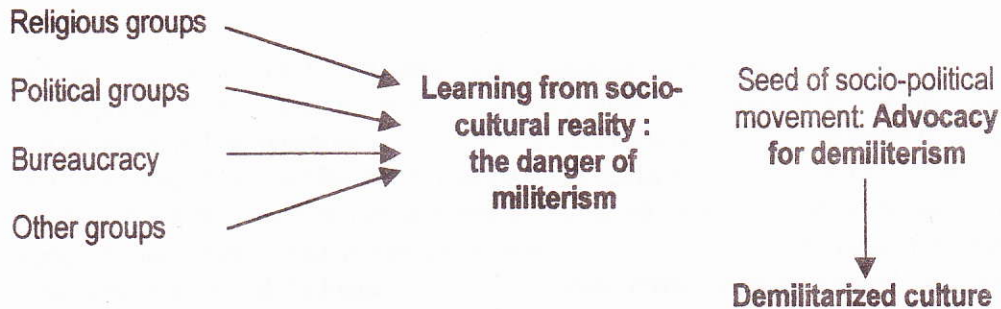 Religious groups
Political groups
Bureaucracy
Other groups
Learning from socio-
cultural reality :
the danger of
militerism
Seed of socio-political
movement: Advocacy
for demiliterism
Demilitarized culture